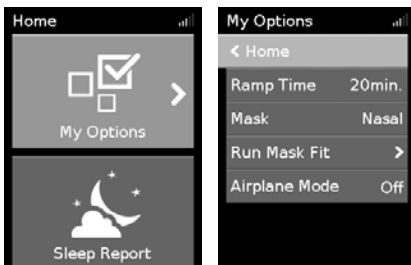 Home
My Options
Sleep Report
My Options
< Home
Ramp Time 20min.
Mask Nasal
Run Mask Fit >
Airplane Mode Off